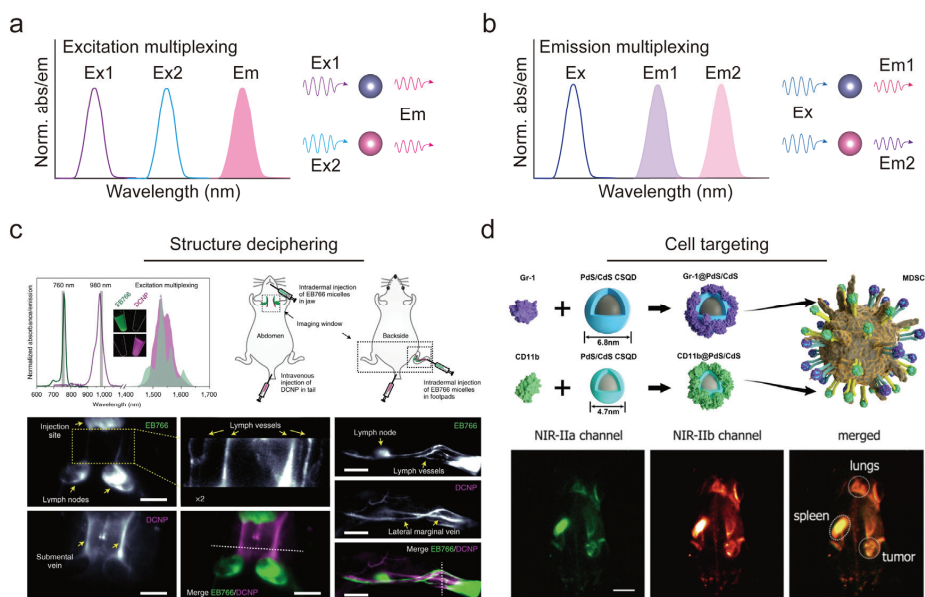 a
Excitation multiplexing
Ex1
Ex2
Em
Norm. abs/em
Wavelength (nm)
Ex1
Em
Ex2
b
Emission multiplexing
Ex
Em1
Em2
Norm. abs/em
Wavelength (nm)
Em1
Ex
Em2
c
Structure deciphering
760 nm
980 nm
Excitation multiplexing
EB766
DCNP
Normalized absorbance/emission
600 700 800 900 1,000 1,400 1,500 1,600 1,700
Wavelength (nm)
Intradermal injection
of EB766 micelles
in jaw
Imaging window
Abdomen
Backside
Intravenous
injection of
DCNP in tail
Intradermal injection
of EB766 micelles
in footpads
Injection
site
EB766
Lymph nodes
Lymph vessels
×2
Lymph node
EB766
Lymph vessels
DCNP
Submental
vein
Merge EB766/DCNP
DCNP
Lateral marginal vein
Merge EB766/DCNP
d
Cell targeting
Gr-1
PdS/CdS CSQD
Gr-1@PdS/CdS
MDSC
6.8nm
CD11b
PdS/CdS CSQD
CD11b@PdS/CdS
4.7nm
NIR-IIa channel
NIR-IIb channel
merged
lungs
spleen
tumor